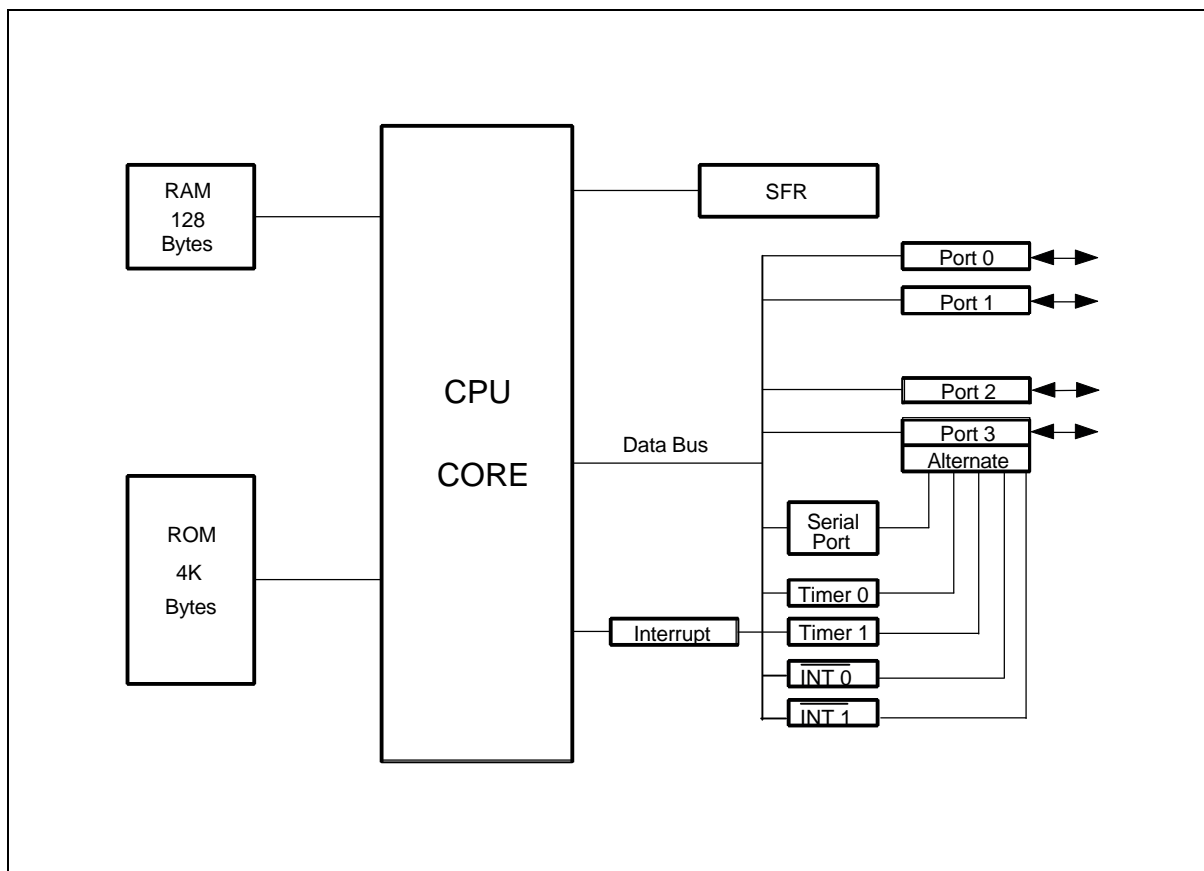 RAM
128
Bytes
SFR
Port 0
Port 1
CPU
CORE
Port 2
Port 3
Alternate
Data Bus
ROM
4K
Bytes
Serial
Port
Timer 0
Interrupt
Timer 1
INT 0
INT 1